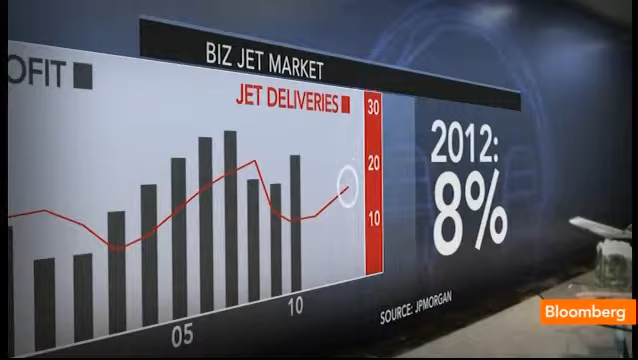 BIZ JET MARKET
OFIT
JET DELIVERIES
30
20
10
05
10
2012:
8%
SOURCE: JPMORGAN
Bloomberg